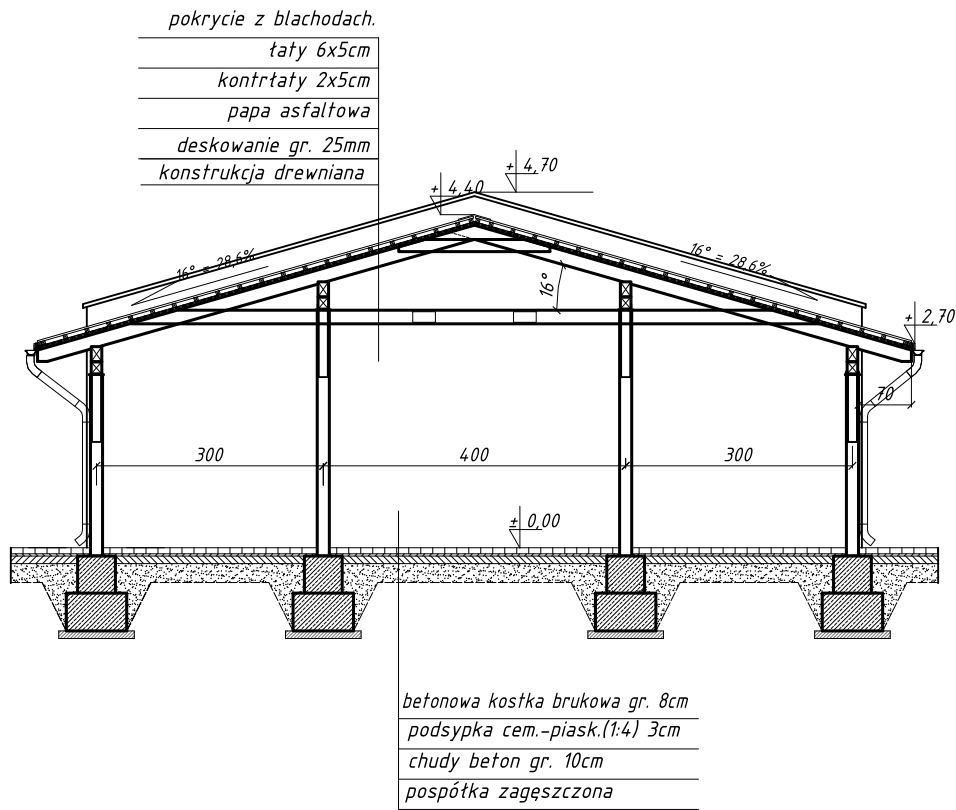 pokrycie z blachodach.
łaty 6x5cm
kontrłaty 2x5cm
papa asfaltowa
deskowanie gr. 25mm
konstrukcja drewniana
+ 4,70
+ 4,40
16° = 28,6%
16° = 28,6%
16°
+ 2,70
70
300
400
300
± 0,00
betonowa kostka brukowa gr. 8cm
podsypka cem.-piask.(1:4) 3cm
chudy beton gr. 10cm
pospółka zagęszczona